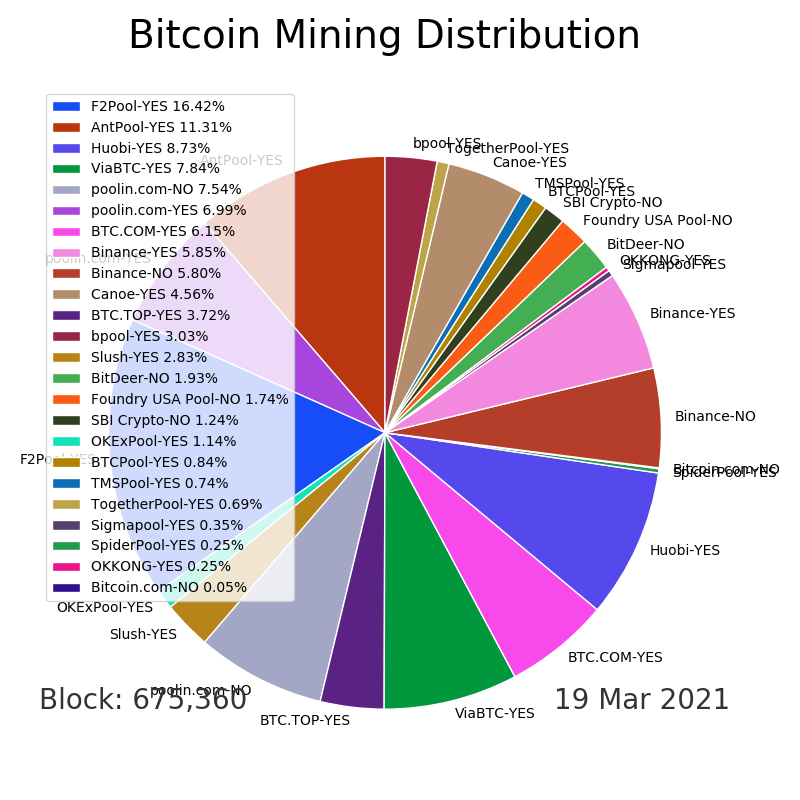 Bitcoin Mining Distribution
F2Pool-YES 16.42%
AntPool-YES 11.31%
Huobi-YES 8.73%
ViaBTC-YES 7.84%
poolin.com-NO 7.54%
poolin.com-YES 6.99%
BTC.COM-YES 6.15%
Binance-YES 5.85%
Binance-NO 5.80%
Canoe-YES 4.56%
BTC.TOP-YES 3.72%
bpool-YES 3.03%
Slush-YES 2.83%
BitDeer-NO 1.93%
Foundry USA Pool-NO 1.74%
SBI Crypto-NO 1.24%
OKExPool-YES 1.14%
BTCPool-YES 0.84%
TMSPool-YES 0.74%
TogetherPool-YES 0.69%
Sigmapool-YES 0.35%
SpiderPool-YES 0.25%
OKKONG-YES 0.25%
Bitcoin.com-NO 0.05%
bpool-YES
TogetherPool-YES
Canoe-YES
TMSPool-YES
BTCPool-YES
SBI Crypto-NO
Foundry USA Pool-NO
BitDeer-NO
OKKONG-YES
Sigmapool-YES
Binance-YES
Binance-NO
Bitcoin.com-NO
SpiderPool-YES
Huobi-YES
BTC.COM-YES
ViaBTC-YES
BTC.TOP-YES
poolin.com-NO
Slush-YES
OKExPool-YES
F2Pool-YES
poolin.com-YES
AntPool-YES
Block: 675,360
19 Mar 2021